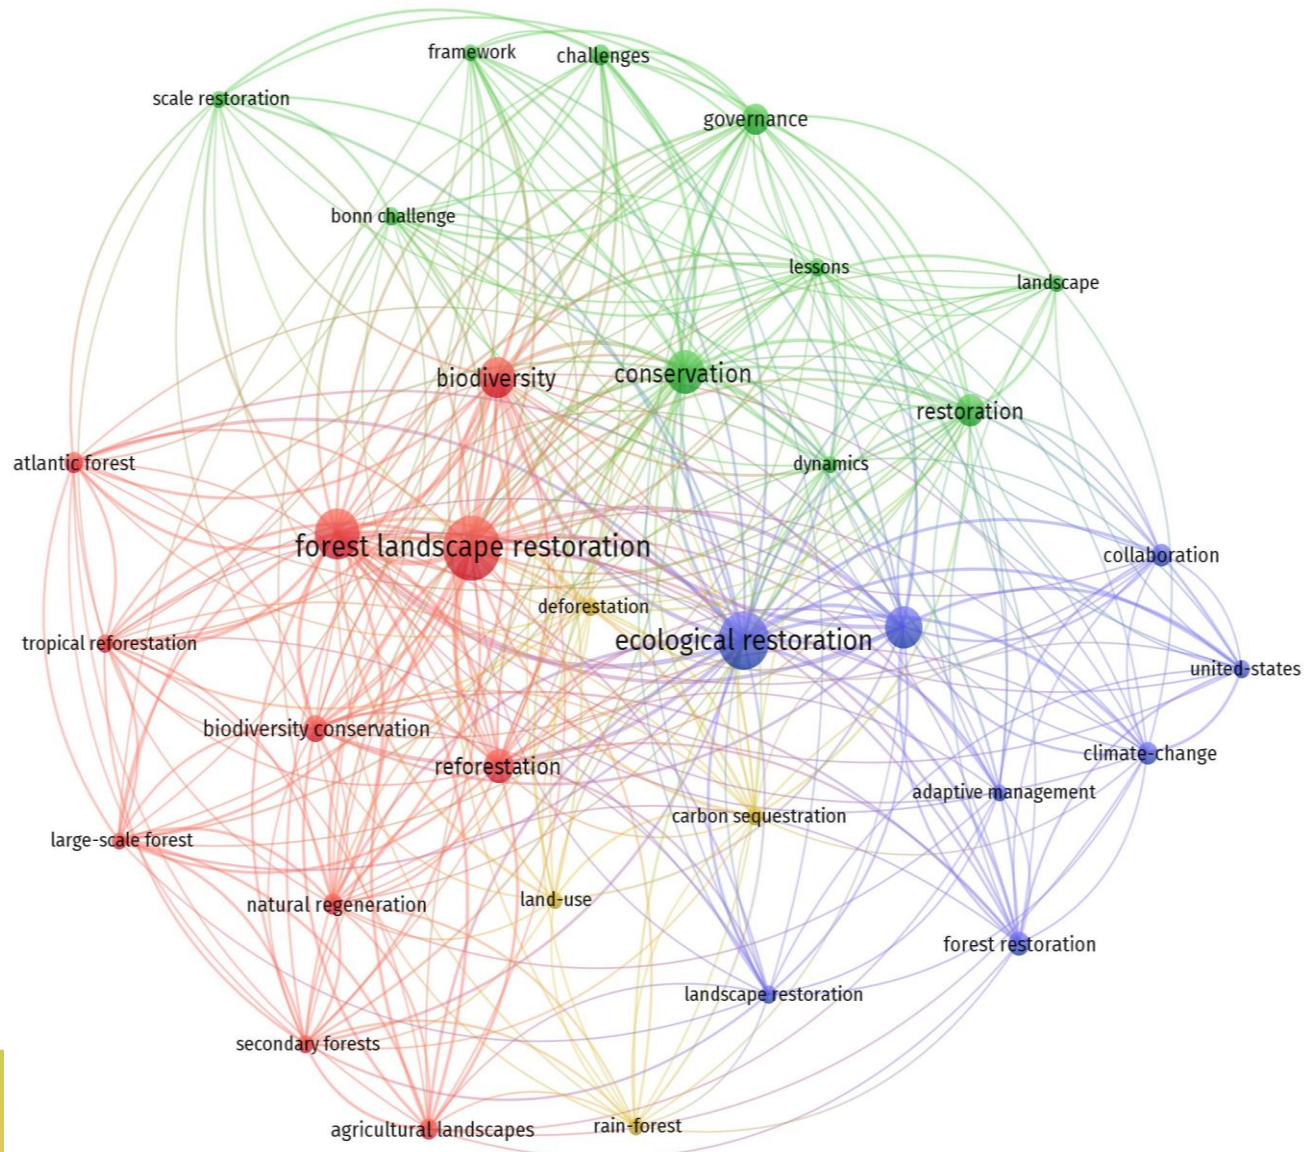 framework
challenges
scale restoration
governance
bonn challenge
lessons
landscape
biodiversity
conservation
restoration
atlantic forest
dynamics
forest landscape restoration
collaboration
deforestation
ecological restoration
tropical reforestation
united-states
biodiversity conservation
climate-change
reforestation
adaptive management
carbon sequestration
large-scale forest
land-use
natural regeneration
forest restoration
landscape restoration
secondary forests
rain-forest
agricultural landscapes